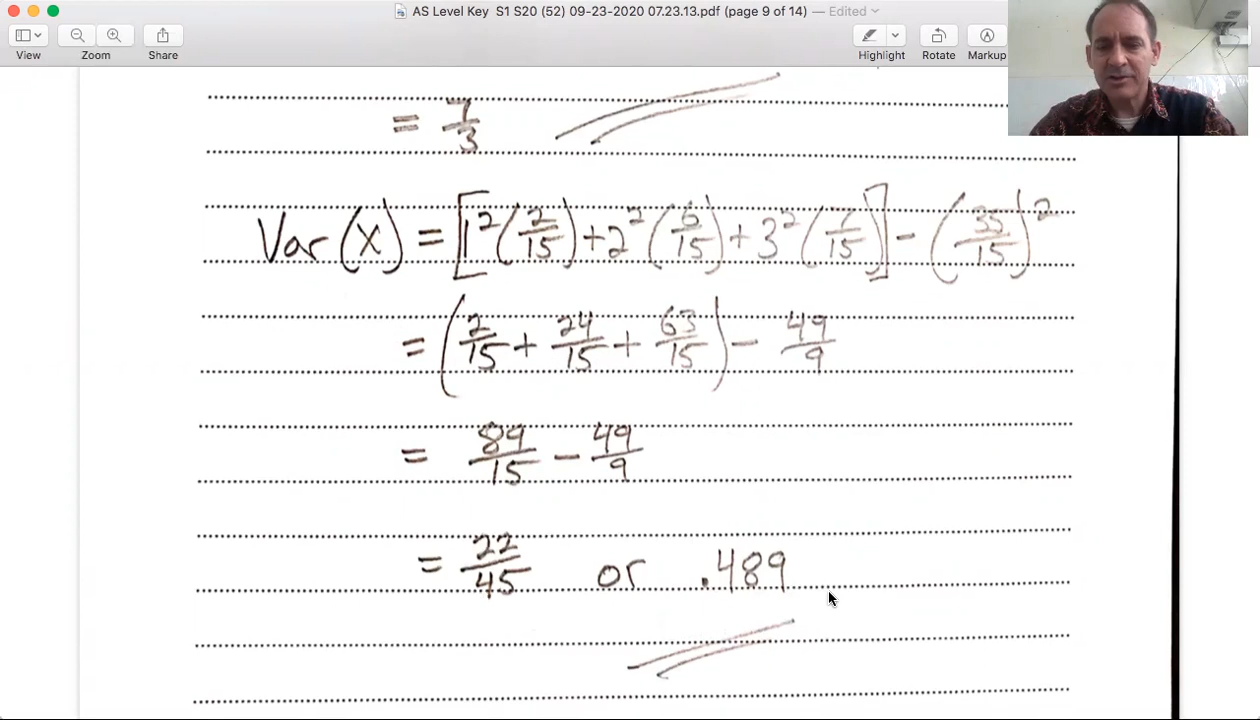 AS Level Key S1 S20 (52) 09-23-2020 07.23.13.pdf (page 9 of 14) — Edited
View Zoom Share Highlight Rotate Markup
= 7/3
Var(x) = [1²(2/15) + 2²(6/15) + 3²(7/15)] - (35/15)²
= (2/15 + 24/15 + 63/15) - 49/9
= 89/15 - 49/9
= 22/45 or .489